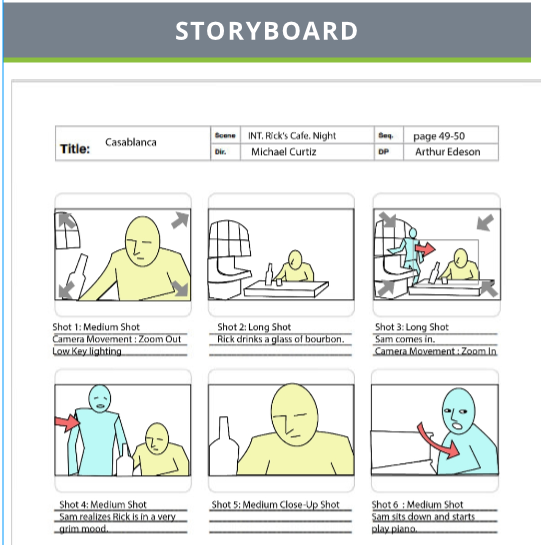 STORYBOARD
Title: Casablanca
Scene INT. Rick's Cafe. Night
Seq. page 49-50
Dir. Michael Curtiz
DP Arthur Edeson
Shot 1: Medium Shot
Camera Movement : Zoom Out
Low Key lighting
Shot 2: Long Shot
Rick drinks a glass of bourbon.
Shot 3: Long Shot
Sam comes in.
Camera Movement : Zoom In
Shot 4: Medium Shot
Sam realizes Rick is in a very
grim mood.
Shot 5: Medium Close-Up Shot
Shot 6 : Medium Shot
Sam sits down and starts
play piano.